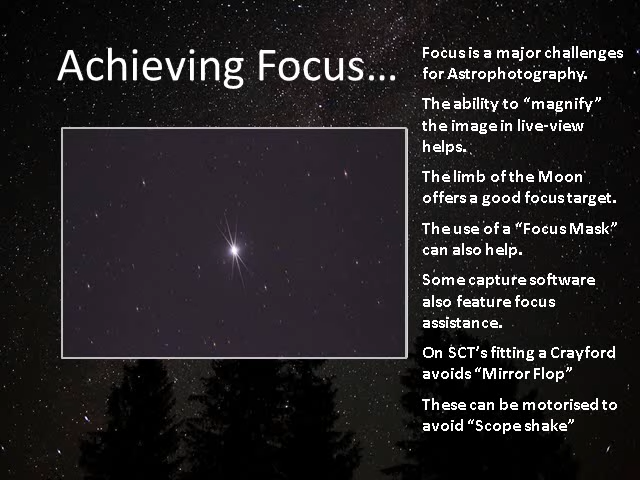 Achieving Focus...
Focus is a major challenges
for Astrophotography.
The ability to “magnify”
the image in live-view
helps.
The limb of the Moon
offers a good focus target.
The use of a “Focus Mask”
can also help.
Some capture software
also feature focus
assistance.
On SCT’s fitting a Crayford
avoids “Mirror Flop”
These can be motorised to
avoid “Scope shake”